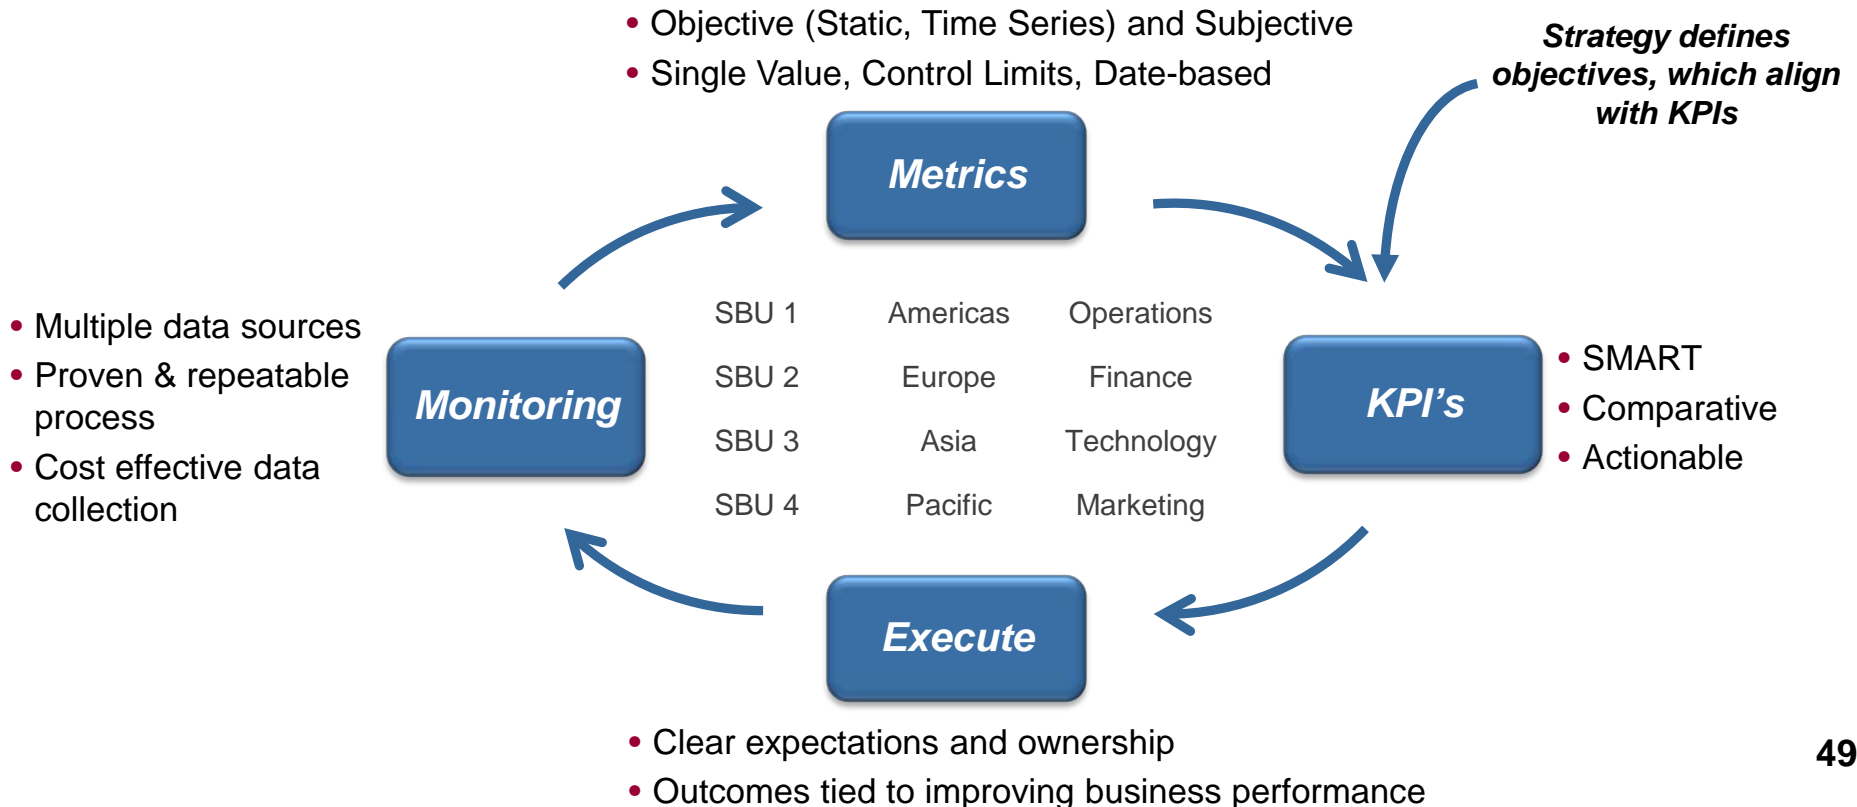 • Objective (Static, Time Series) and Subjective
• Single Value, Control Limits, Date-based
Strategy defines
objectives, which align
with KPIs
Metrics
• Multiple data sources
• Proven & repeatable
process
• Cost effective data
collection
Monitoring
SBU 1 Americas Operations
SBU 2 Europe Finance
SBU 3 Asia Technology
SBU 4 Pacific Marketing
KPI’s
• SMART
• Comparative
• Actionable
Execute
• Clear expectations and ownership
• Outcomes tied to improving business performance
49